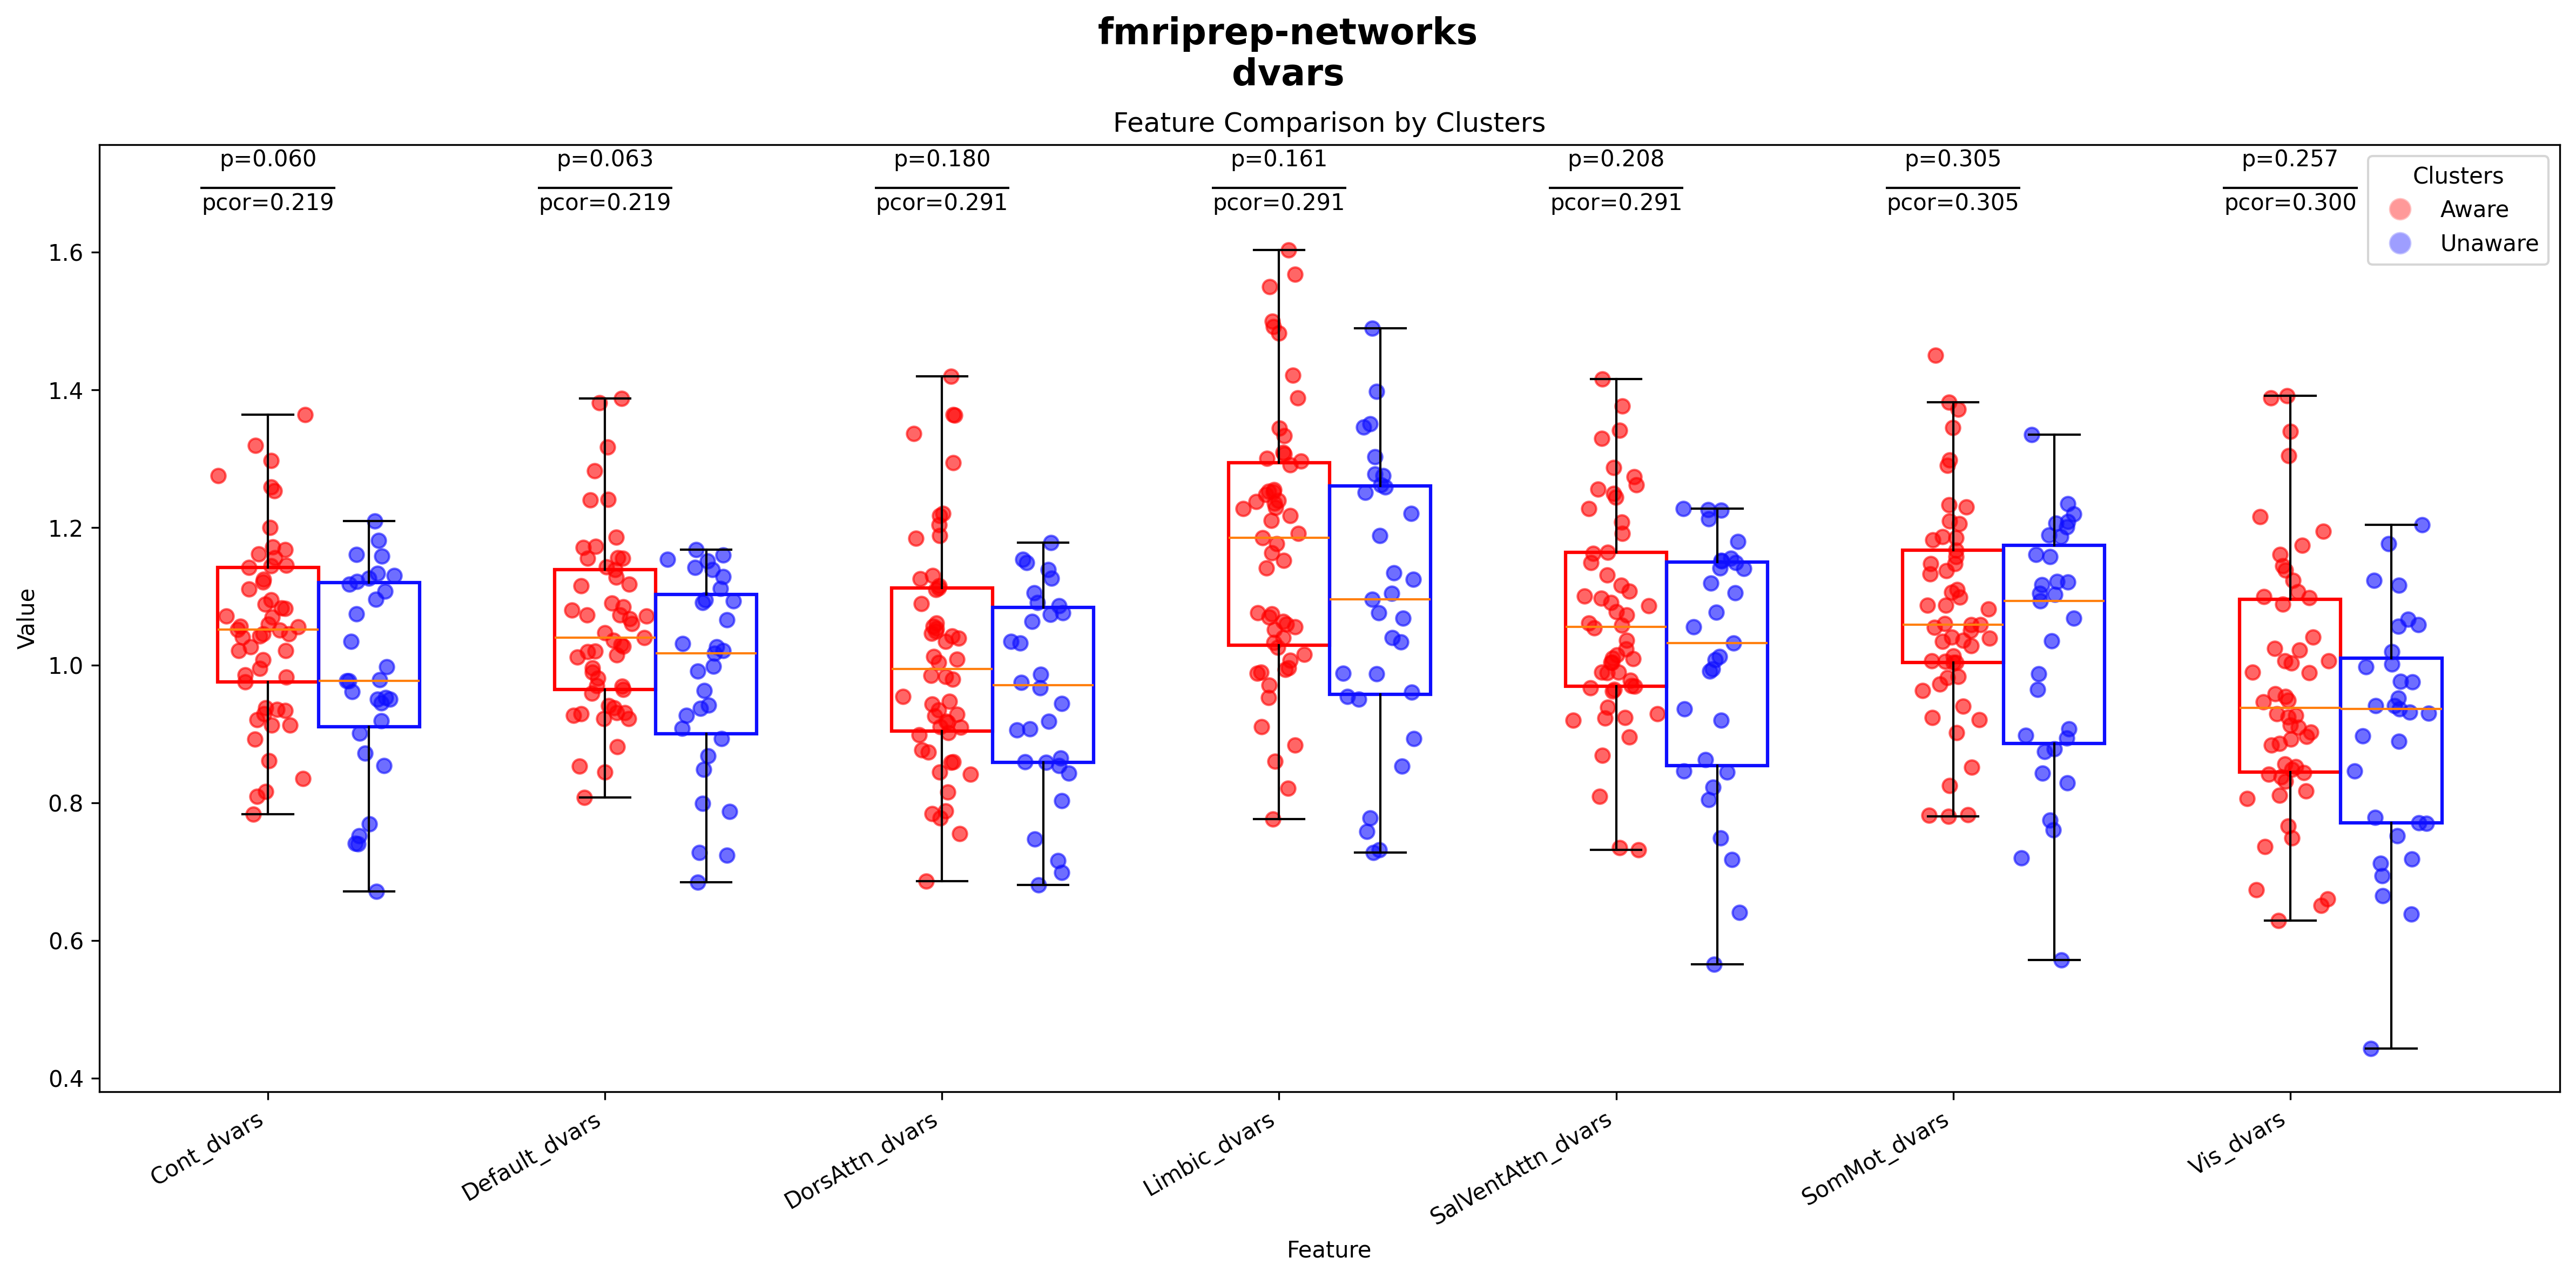 fmriprep-networks
dvars
Feature Comparison by Clusters
p=0.060 p=0.063 p=0.180 p=0.161 p=0.208 p=0.305 p=0.257
pcor=0.219 pcor=0.219 pcor=0.291 pcor=0.291 pcor=0.291 pcor=0.305 pcor=0.300
Clusters
Aware
Unaware
Value
1.6
1.4
1.2
1.0
0.8
0.6
0.4
Cont_dvars Default_dvars DorsAttn_dvars Limbic_dvars SalVentAttn_dvars SomMot_dvars Vis_dvars
Feature